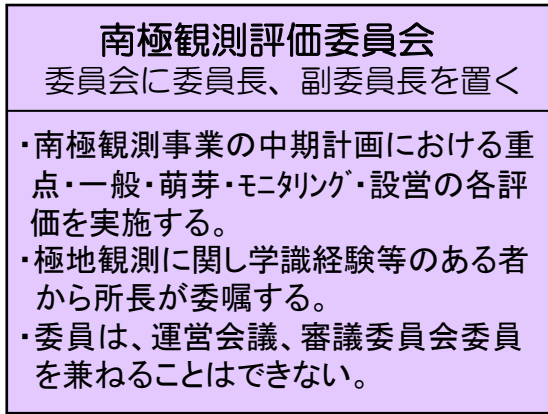 南極観測評価委員会
委員会に委員長、副委員長を置く
・南極観測事業の中期計画における重
点・一般・萌芽・ﾓﾆﾀﾘﾝｸﾞ・設営の各評
価を実施する。
・極地観測に関し学識経験等のある者
から所長が委嘱する。
・委員は、運営会議、審議委員会委員
を兼ねることはできない。